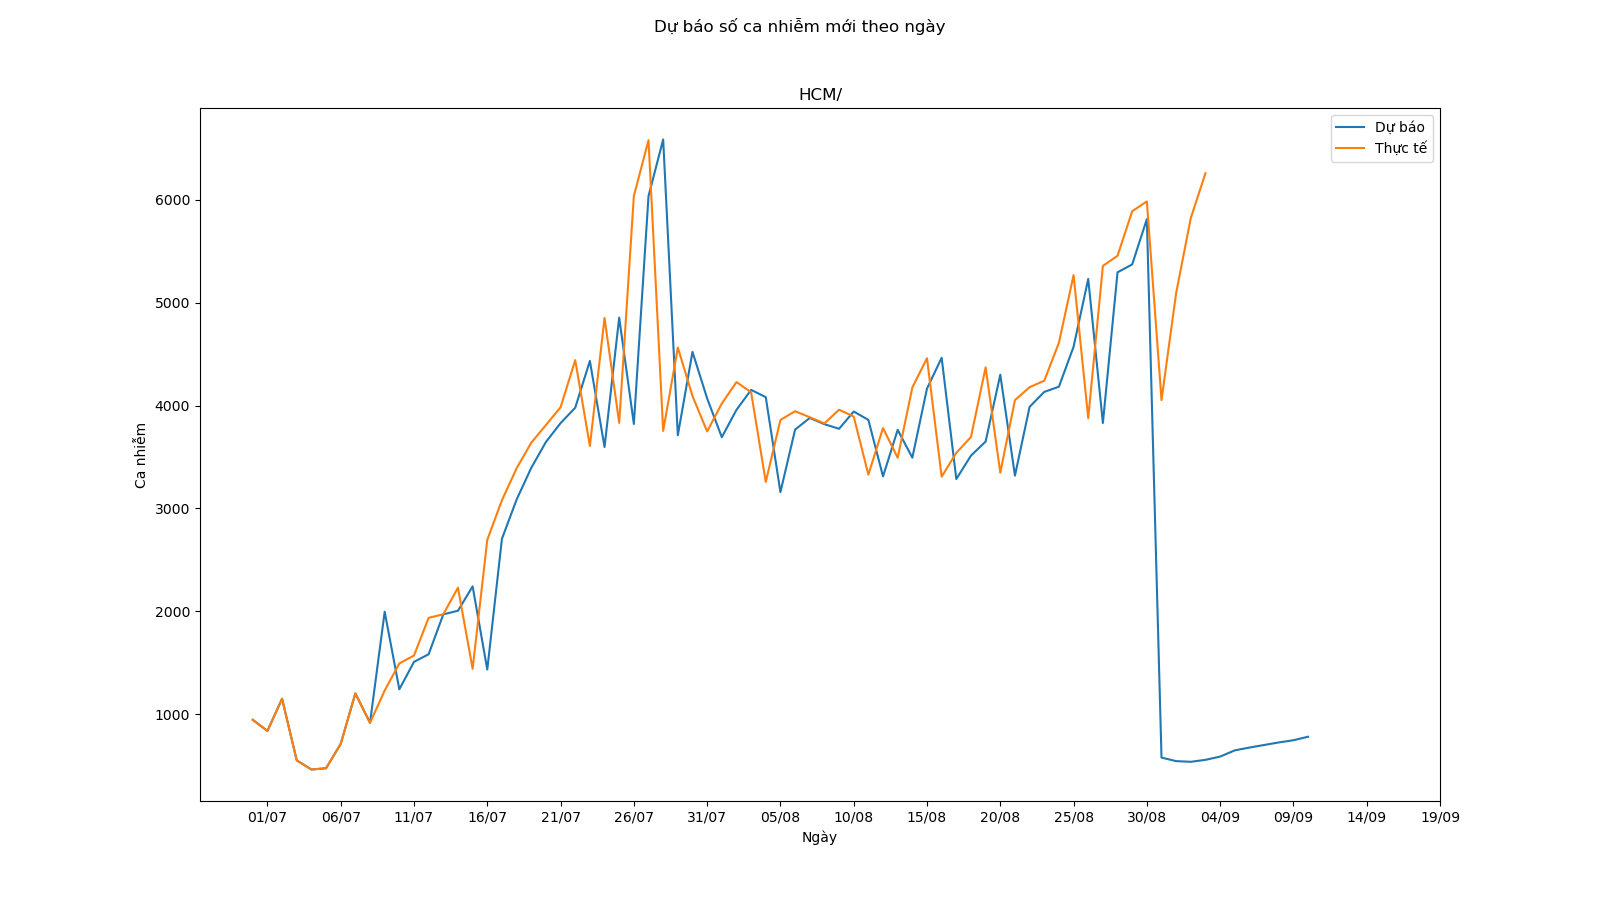 Dự báo số ca nhiễm mới theo ngày
HCM/
Dự báo
Thực tế
6000
5000
4000
3000
2000
1000
Ca nhiễm
01/07 06/07 11/07 16/07 21/07 26/07 31/07 05/08 10/08 15/08 20/08 25/08 30/08 04/09 09/09 14/09 19/09
Ngày